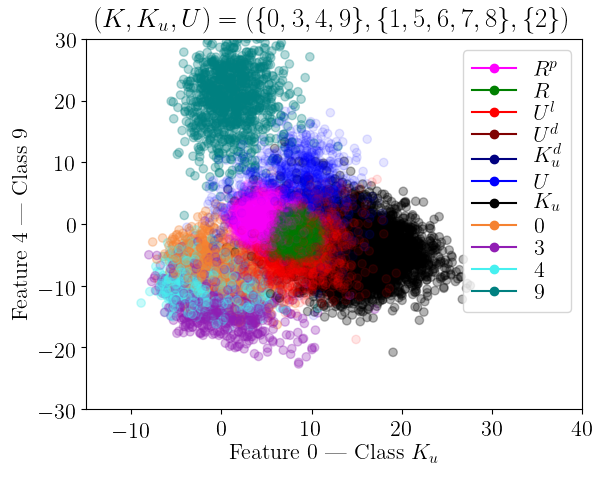 (K, K_u, U) = ({0, 3, 4, 9}, {1, 5, 6, 7, 8}, {2})
30
20
10
0
−10
−20
−30
Feature 4 — Class 9
R^p
R
U^l
U^d
K_u^d
U
K_u
0
3
4
9
−10
0
10
20
30
40
Feature 0 — Class K_u